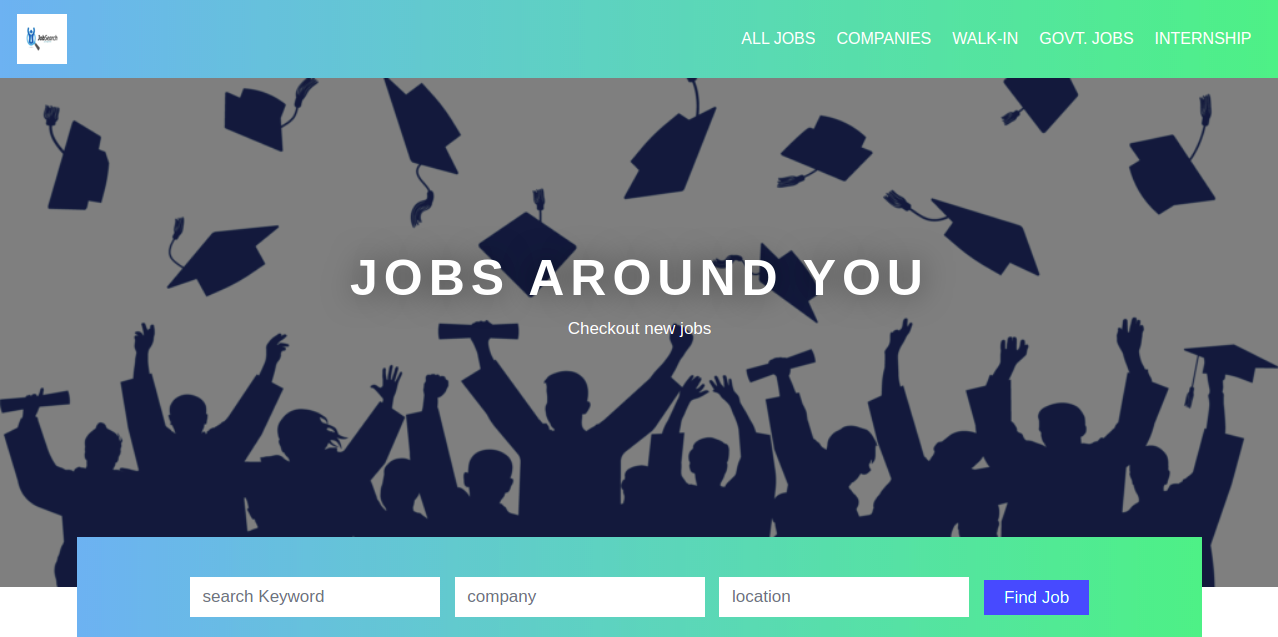 JobSearch
ALL JOBS COMPANIES WALK-IN GOVT. JOBS INTERNSHIP
JOBS AROUND YOU
Checkout new jobs
search Keyword company location Find Job